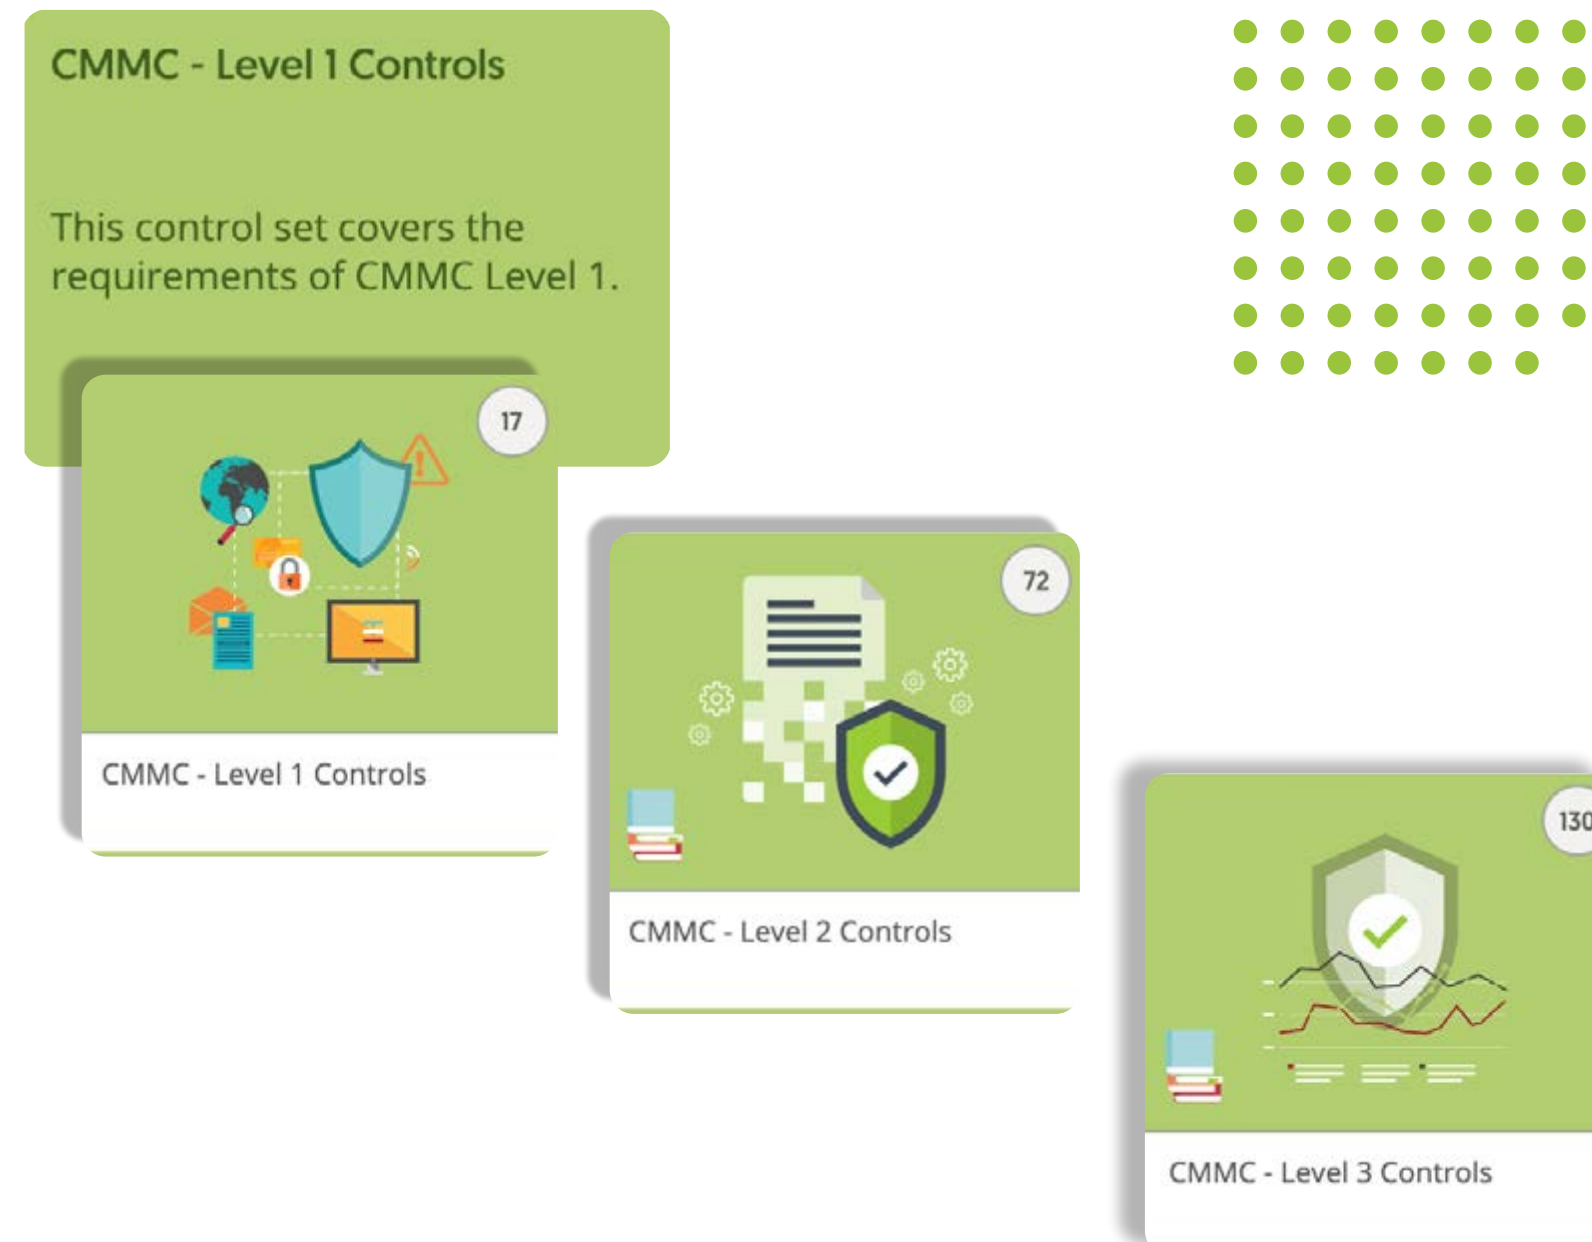 CMMC - Level 1 Controls
This control set covers the
requirements of CMMC Level 1.
17
CMMC - Level 1 Controls
72
CMMC - Level 2 Controls
130
CMMC - Level 3 Controls